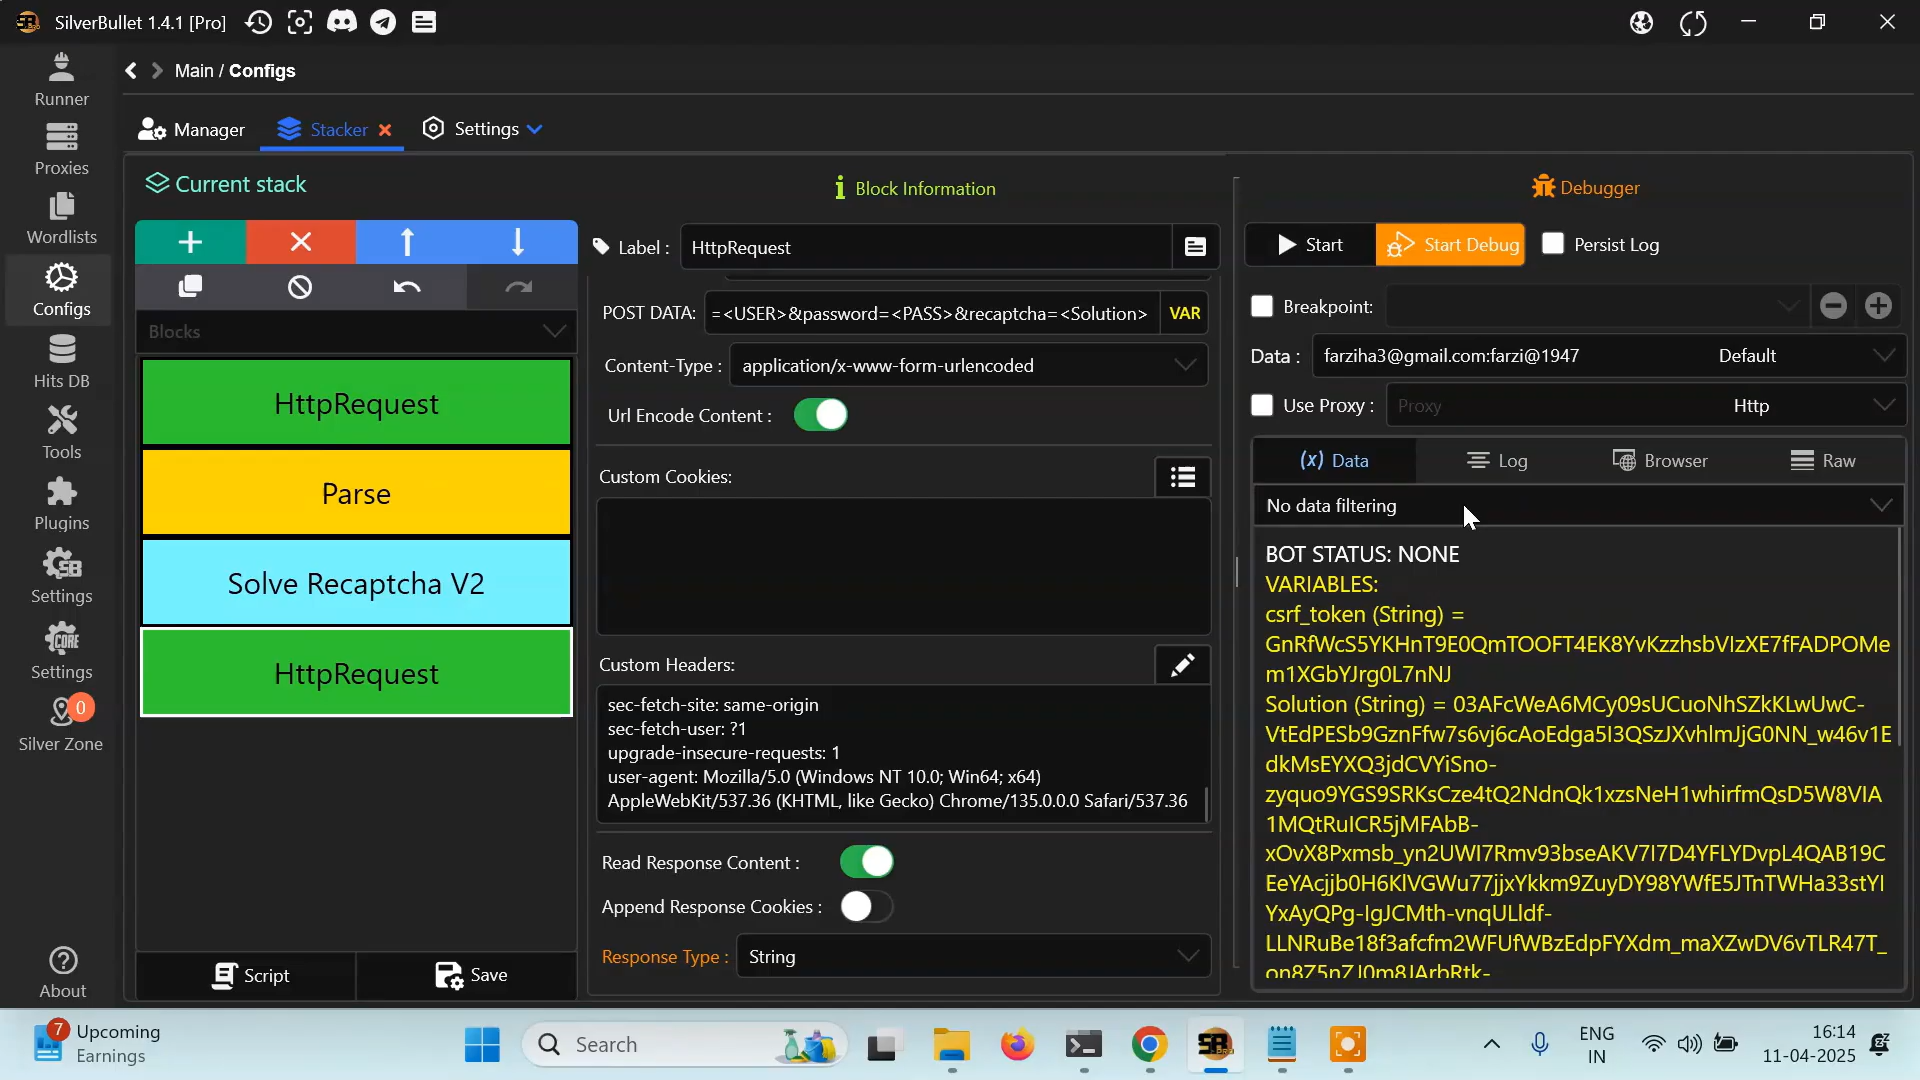 SilverBullet 1.4.1 [Pro]
Main / Configs
Runner
Proxies
Wordlists
Configs
Hits DB
Tools
Plugins
Settings
Settings
0
Silver Zone
About
Manager
Stacker
Settings
Current stack
Blocks
HttpRequest
Parse
Solve Recaptcha V2
HttpRequest
Script
Save
Block Information
Label :
HttpRequest
POST DATA:
=<USER>&password=<PASS>&recaptcha=<Solution>
VAR
Content-Type :
application/x-www-form-urlencoded
Url Encode Content :
Custom Cookies:
Custom Headers:
sec-fetch-site: same-origin
sec-fetch-user: ?1
upgrade-insecure-requests: 1
user-agent: Mozilla/5.0 (Windows NT 10.0; Win64; x64)
AppleWebKit/537.36 (KHTML, like Gecko) Chrome/135.0.0.0 Safari/537.36
Read Response Content :
Append Response Cookies :
Response Type :
String
Debugger
Start
Start Debug
Persist Log
Breakpoint:
Data :
farziha3@gmail.com:farzi@1947
Default
Use Proxy :
Proxy
Http
(x) Data
Log
Browser
Raw
No data filtering
BOT STATUS: NONE
VARIABLES:
csrf_token (String) =
GnRfWcS5YKHnT9E0QmTOOFT4EK8YvKzzhsbVIzXE7fFADPOMe
m1XGbYJrg0L7nNJ
Solution (String) = 03AFcWeA6MCy09sUCuoNhSZkKLwUwC-
VtEdPESb9GznFfw7s6vj6cAoEdga5I3QSzJXvhlmJjG0NN_w46v1E
dkMsEYXQ3jdCVYiSno-
zyquo9YGS9SRKsCze4tQ2NdnQk1xzsNeH1whirfmQsD5W8VIA
1MQtRuICR5jMFAbB-
xOvX8Pxmsb_yn2UWI7Rmv93bseAKV7I7D4YFLYDvpL4QAB19C
EeYAcjjb0H6KlVGWu77jjxYkkm9ZuyDY98YWfE5JTnTWHa33stYI
YxAyQPg-IgJCMth-vnqULldf-
LLNRuBe18f3afcfm2WFUfWBzEdpFYXdm_maXZwDV6vTLR47T_
on8Z5nZJ0m8JArbRtk-
7
Upcoming
Earnings
Search
ENG
IN
16:14
11-04-2025